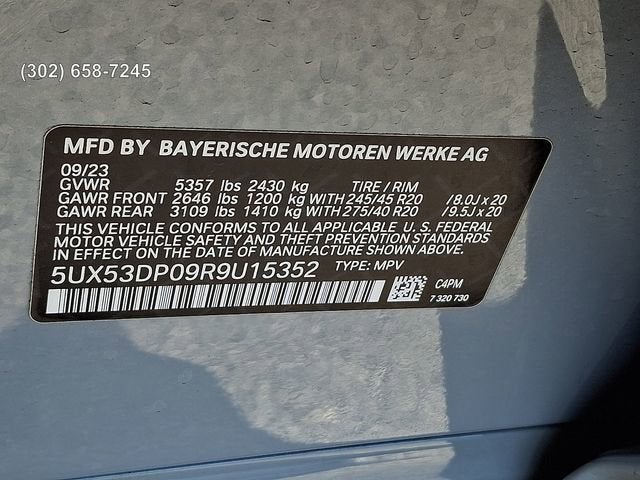 (302) 658-7245
MFD BY BAYERISCHE MOTOREN WERKE AG
09/23
GVWR 5357 lbs 2430 kg TIRE / RIM
GAWR FRONT 2646 lbs 1200 kg WITH 245/45 R20 / 8.0J x 20
GAWR REAR 3109 lbs 1410 kg WITH 275/40 R20 / 9.5J x 20
THIS VEHICLE CONFORMS TO ALL APPLICABLE U. S. FEDERAL
MOTOR VEHICLE SAFETY AND THEFT PREVENTION STANDARDS
IN EFFECT ON THE DATE OF MANUFACTURE SHOWN ABOVE.
5UX53DP09R9U15352 TYPE: MPV
C4PM
7 320 730